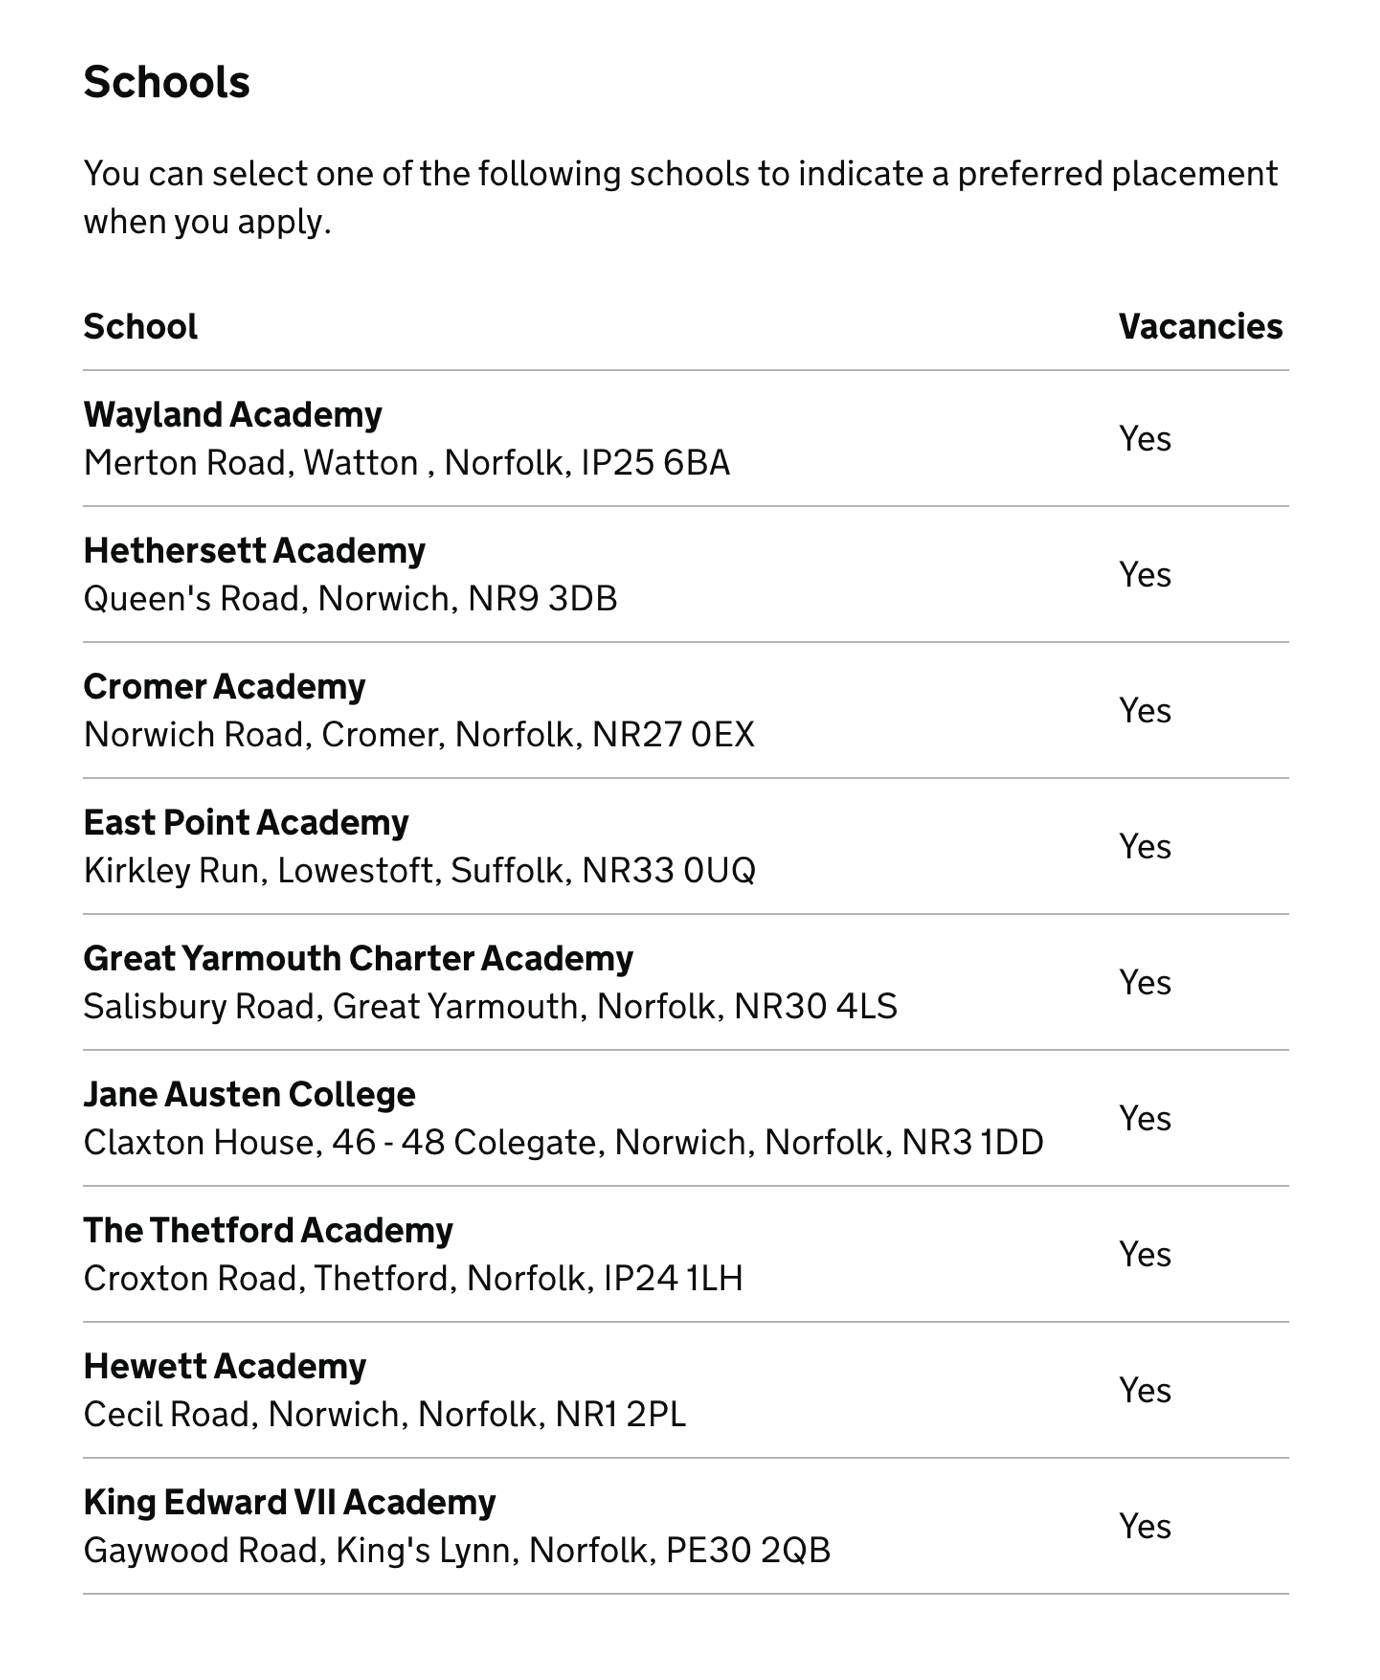 Schools
You can select one of the following schools to indicate a preferred placement
when you apply.
School Vacancies
Wayland Academy
Merton Road, Watton , Norfolk, IP25 6BA
Yes
Hethersett Academy
Queen's Road, Norwich, NR9 3DB
Yes
Cromer Academy
Norwich Road, Cromer, Norfolk, NR27 0EX
Yes
East Point Academy
Kirkley Run, Lowestoft, Suffolk, NR33 0UQ
Yes
Great Yarmouth Charter Academy
Salisbury Road, Great Yarmouth, Norfolk, NR30 4LS
Yes
Jane Austen College
Claxton House, 46 - 48 Colegate, Norwich, Norfolk, NR3 1DD
Yes
The Thetford Academy
Croxton Road, Thetford, Norfolk, IP24 1LH
Yes
Hewett Academy
Cecil Road, Norwich, Norfolk, NR1 2PL
Yes
King Edward VII Academy
Gaywood Road, King's Lynn, Norfolk, PE30 2QB
Yes